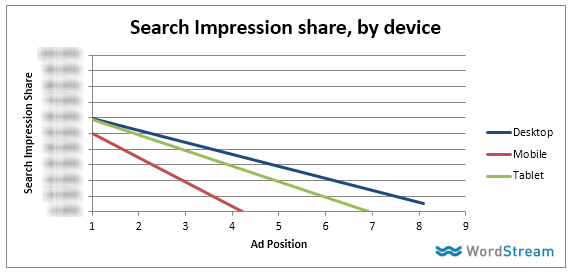 Search Impression share, by device
Search Impression Share
Desktop
Mobile
Tablet
1 2 3 4 5 6 7 8 9
Ad Position
WordStream